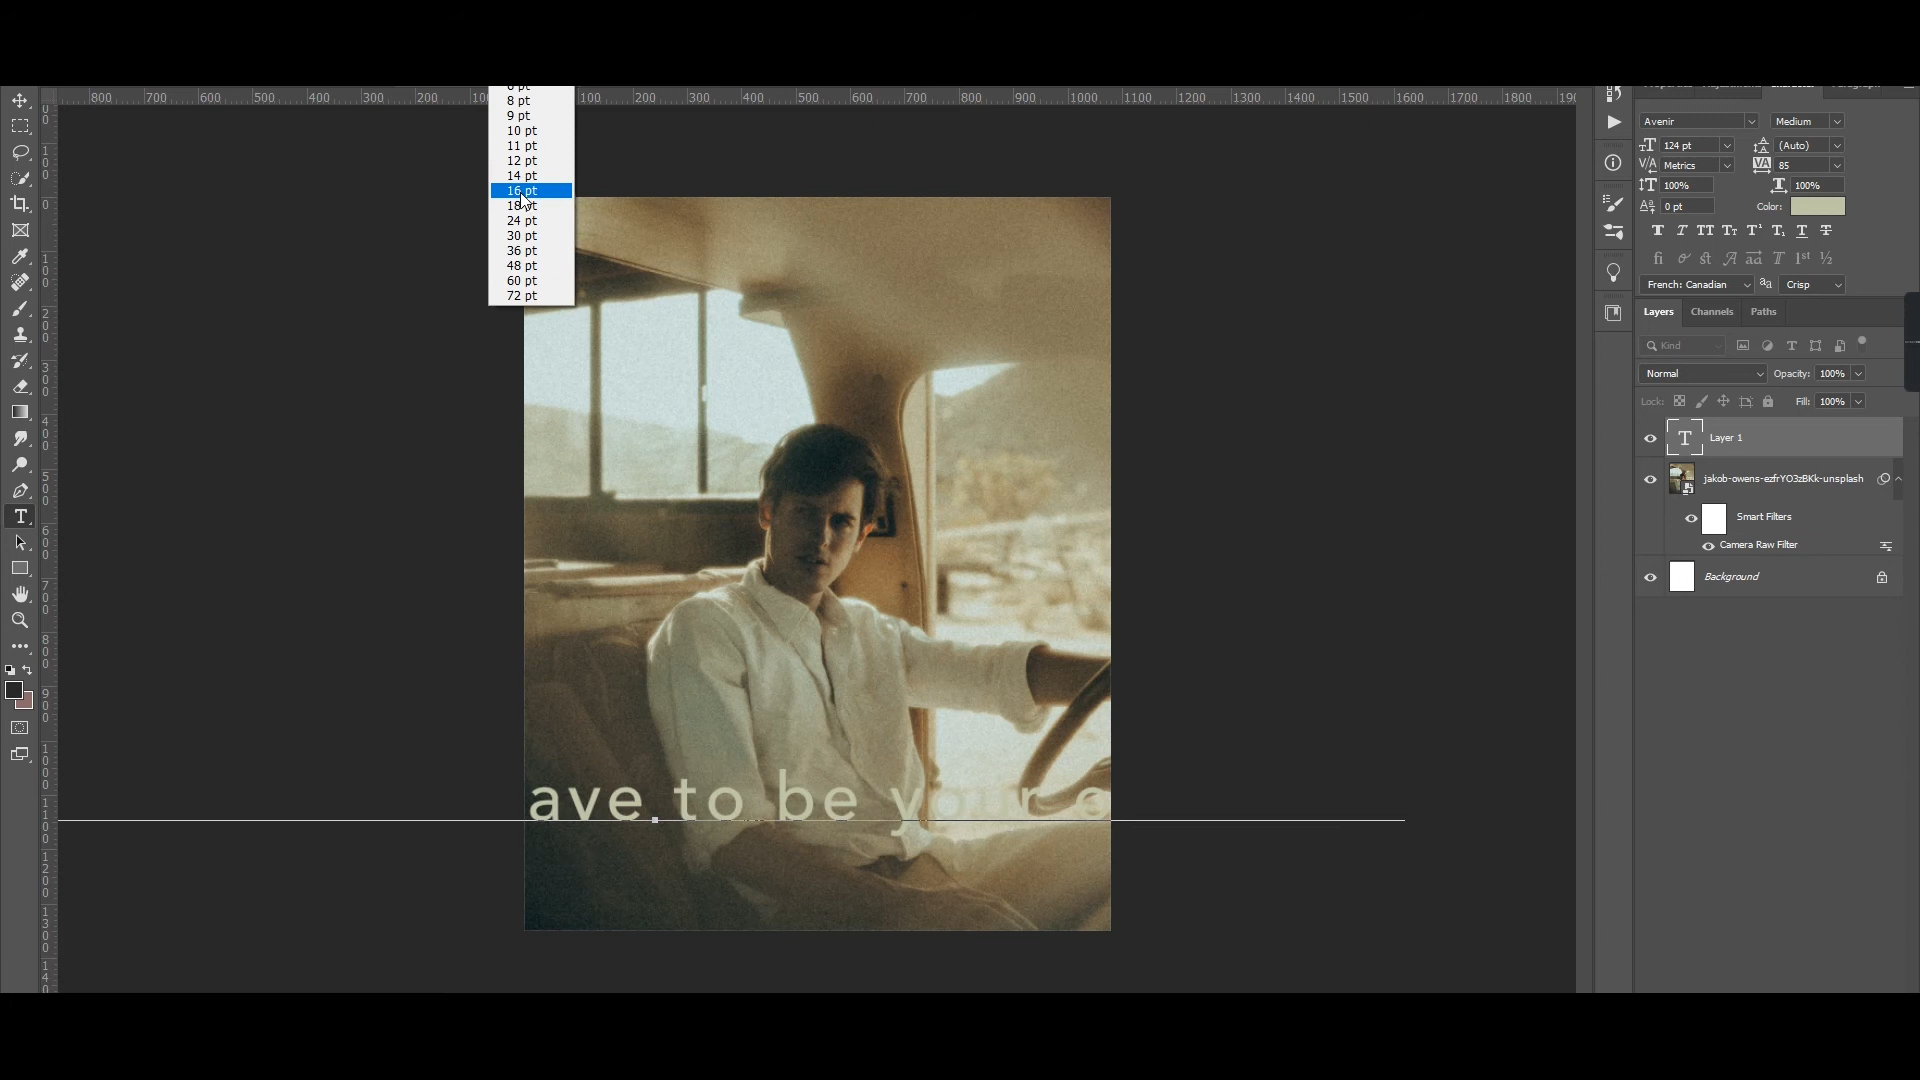 800 700 600 500 400 300 200 100 200 300 400 500 600 700 800 900 1000 1100 1200 1300 1400 1500 1600 1700 1800
8 pt
9 pt
10 pt
11 pt
12 pt
14 pt
16 pt
18 pt
24 pt
30 pt
36 pt
48 pt
60 pt
72 pt
ave to be your o
Avenir Medium
124 pt (Auto)
Metrics 85
100% 100%
0 pt Color:
French: Canadian Crisp
Layers Channels Paths
Kind
Normal Opacity: 100%
Lock: Fill: 100%
Layer 1
jakob-owens-ezfrYO3zBKk-unsplash
Smart Filters
Camera Raw Filter
Background